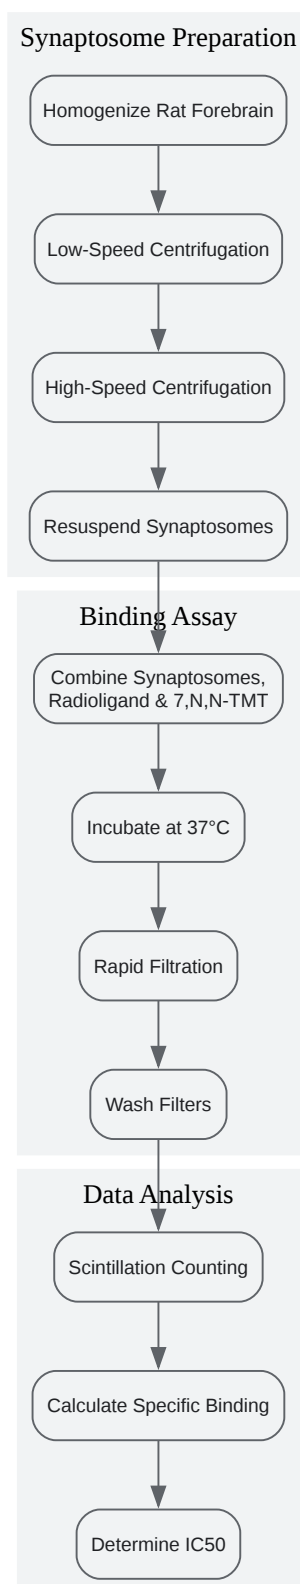 Synaptosome Preparation
Homogenize Rat Forebrain
Low-Speed Centrifugation
High-Speed Centrifugation
Resuspend Synaptosomes
Binding Assay
Combine Synaptosomes,
Radioligand & 7,N,N-TMT
Incubate at 37°C
Rapid Filtration
Wash Filters
Data Analysis
Scintillation Counting
Calculate Specific Binding
Determine IC50